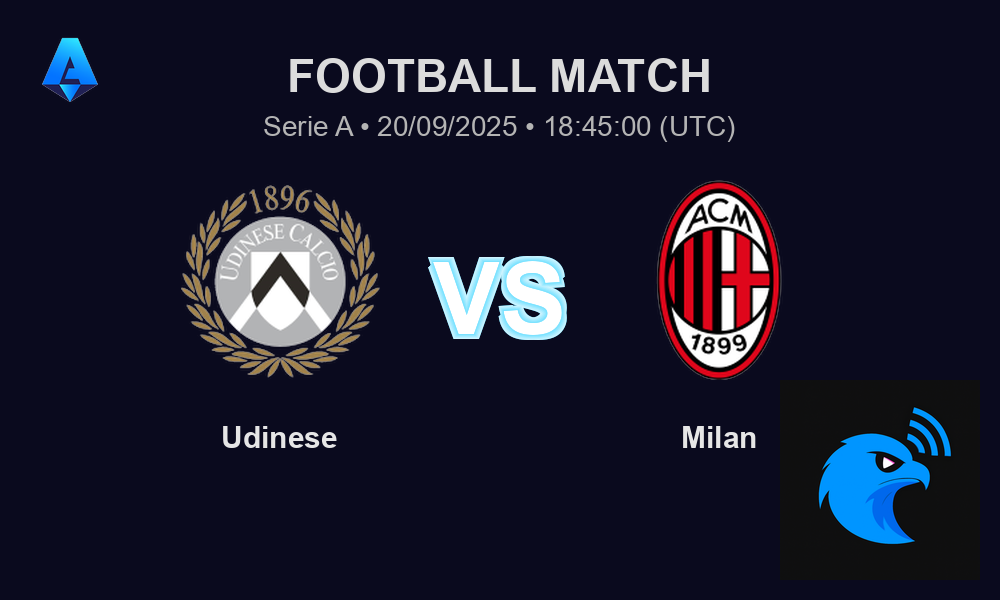 FOOTBALL MATCH
Serie A • 20/09/2025 • 18:45:00 (UTC)
1896
UDINESE CALCIO
VS
ACM
1899
Udinese
Milan